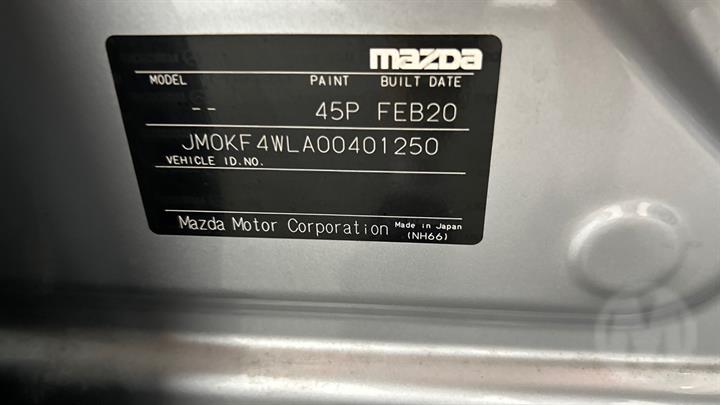 mazda
MODEL PAINT BUILT DATE
-- 45P FEB20
JM0KF4WLA00401250
VEHICLE ID.NO.
Mazda Motor Corporation Made in Japan
(NH66)
M